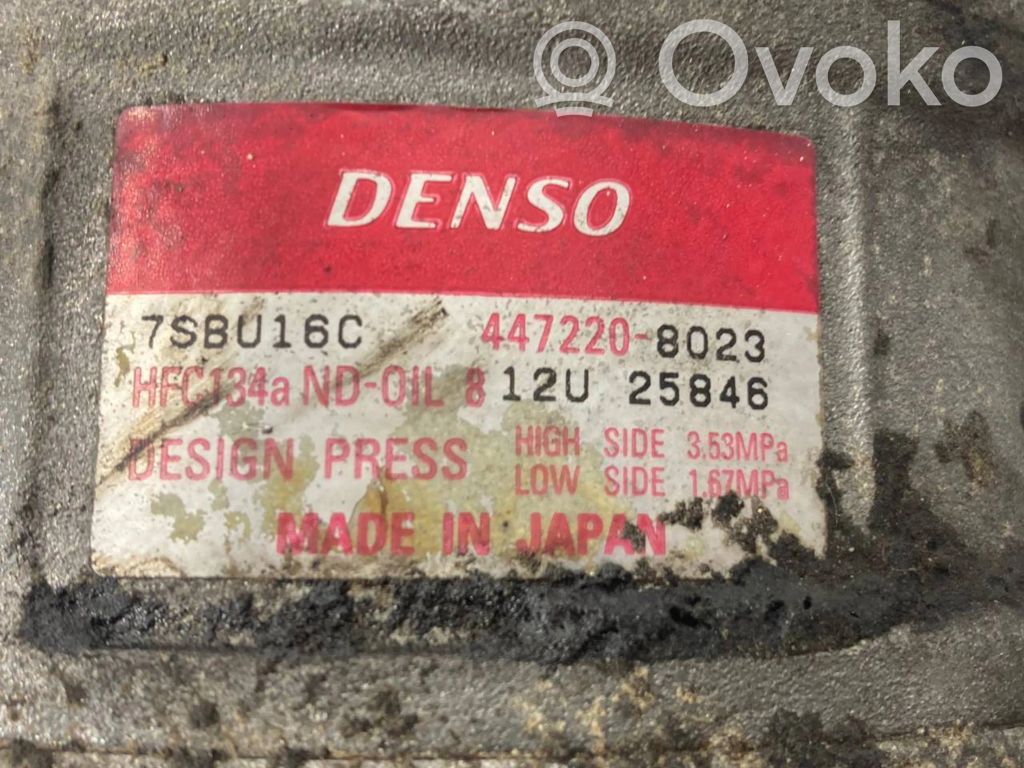 Ovoko
DENSO
7SBU16C 447220-8023
HFC134a ND-OIL 8 12U 25846
DESIGN PRESS HIGH SIDE 3.53MPa
LOW SIDE 1.67MPa
MADE IN JAPAN